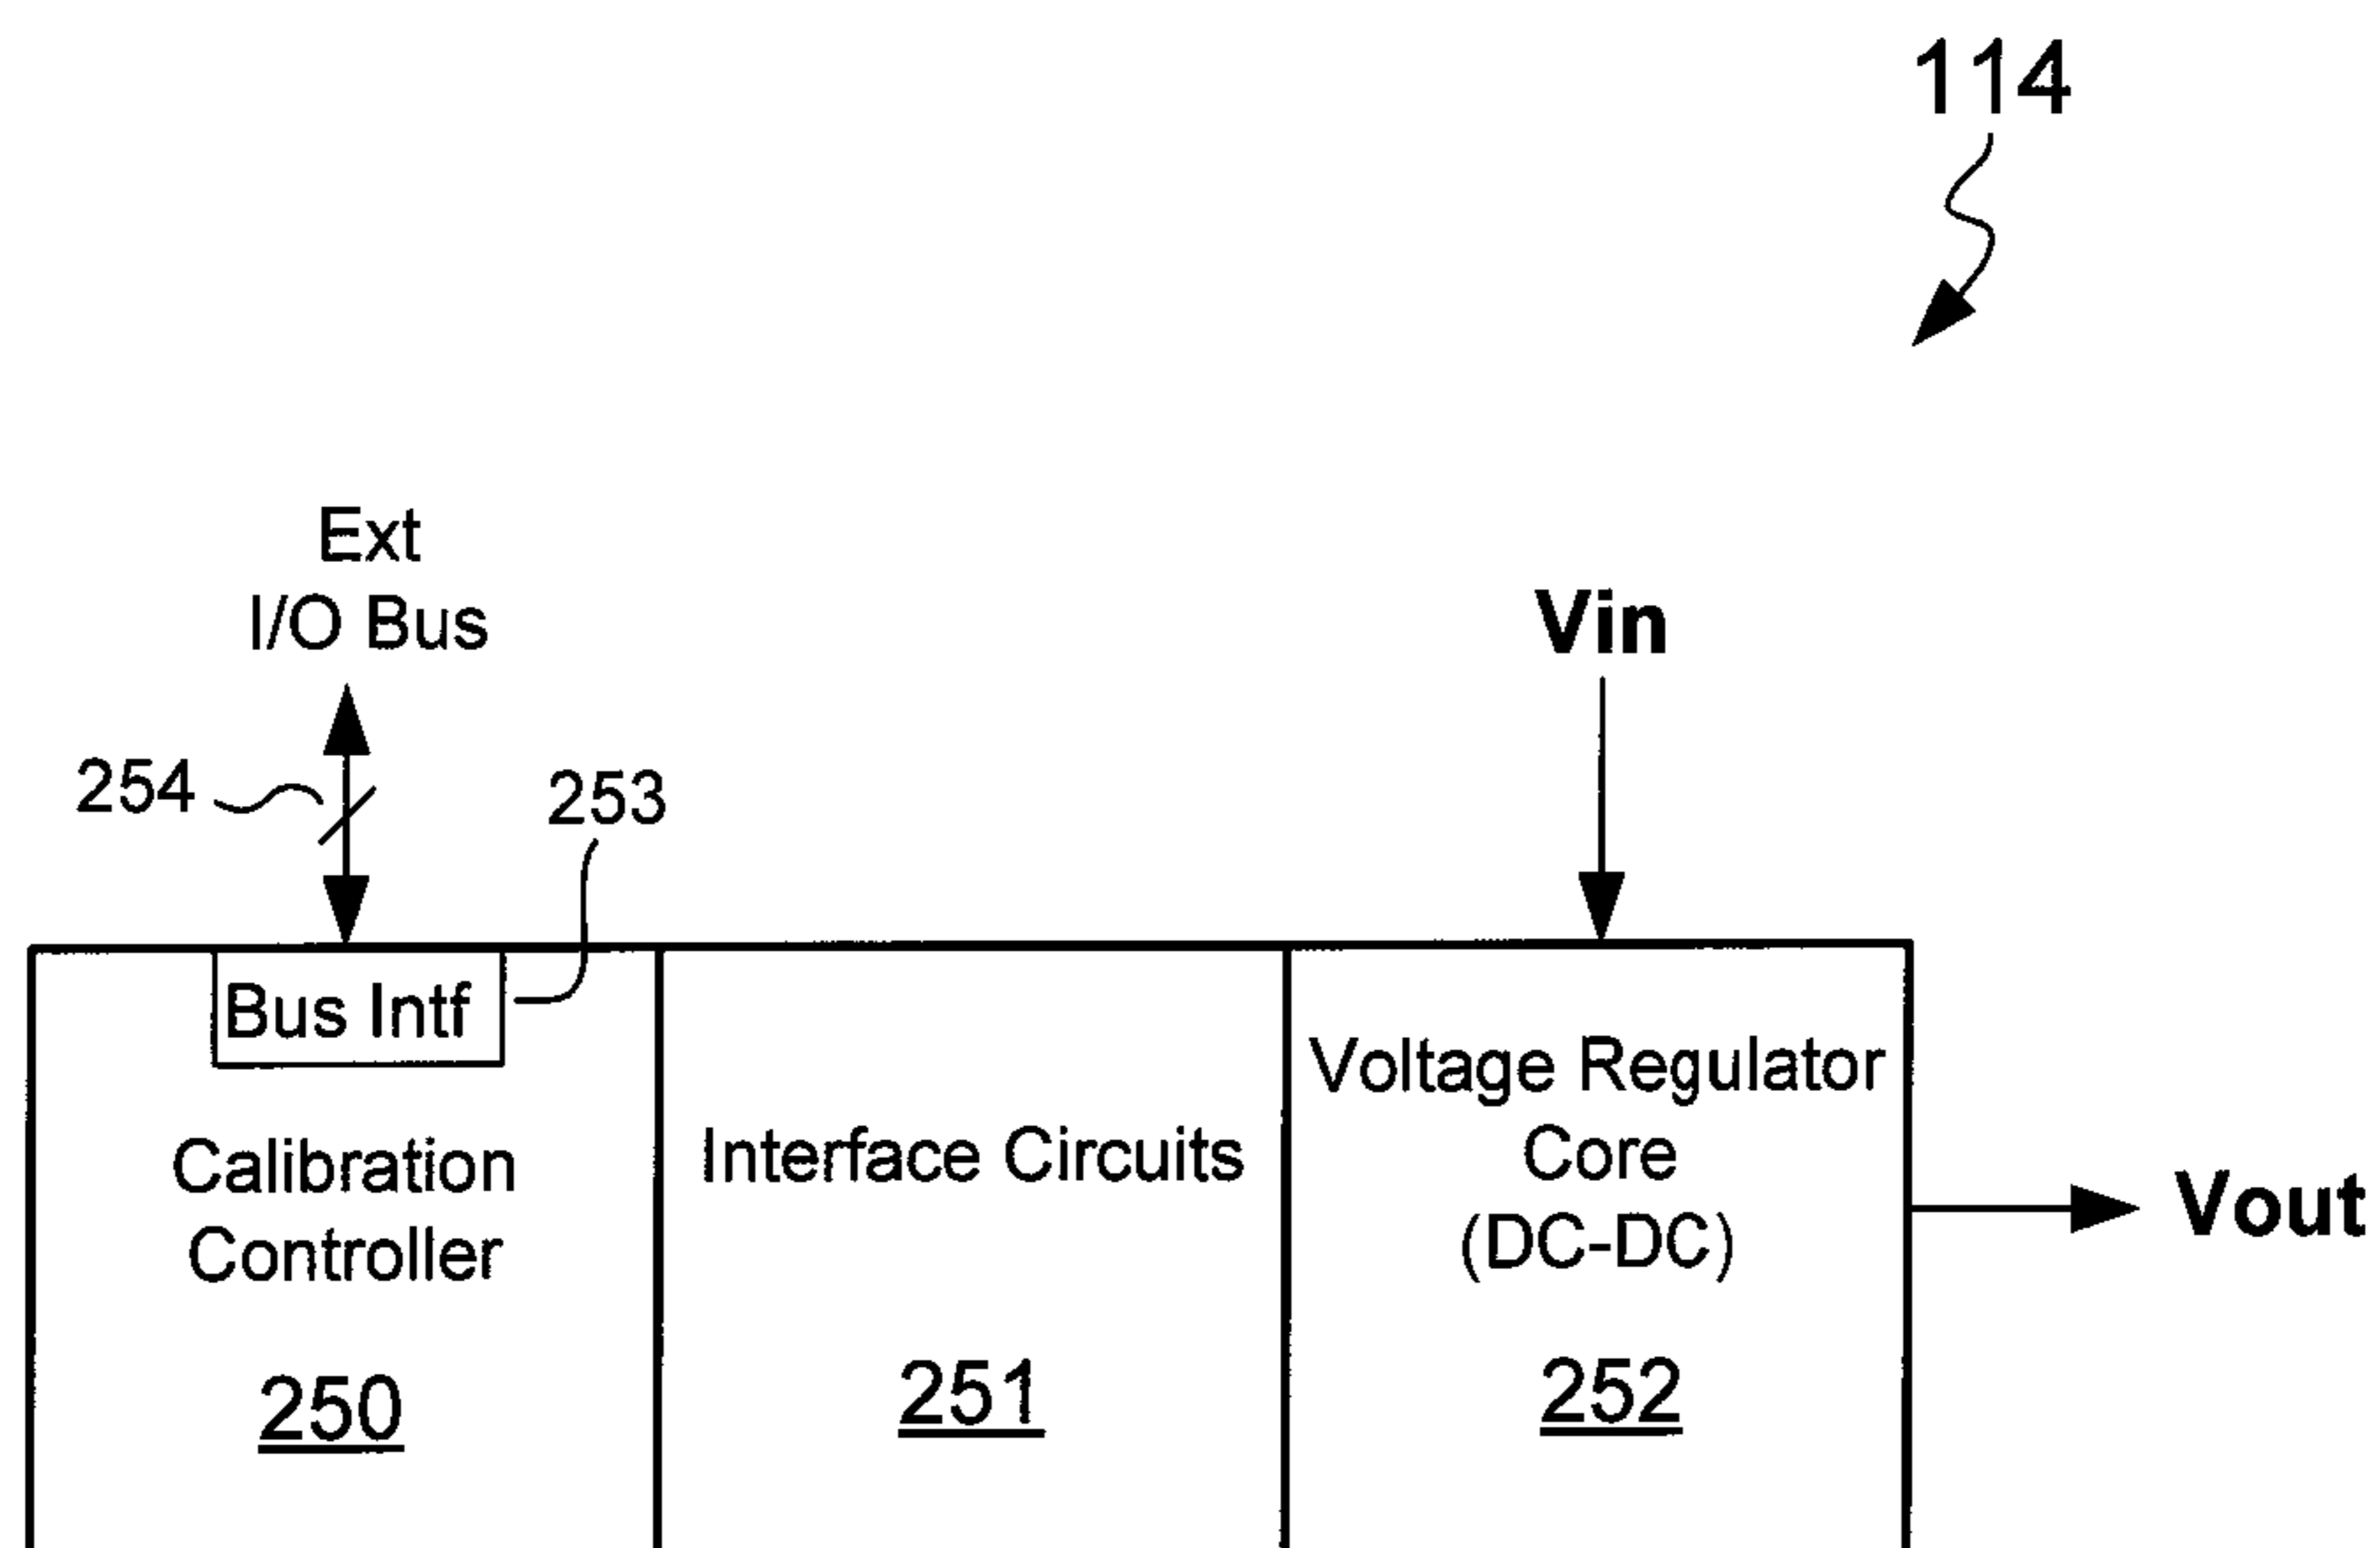 114
Ext
I/O Bus
Vin
254
253
Bus Intf
Calibration
Controller
250
Interface Circuits
251
Voltage Regulator
Core
(DC-DC)
252
Vout